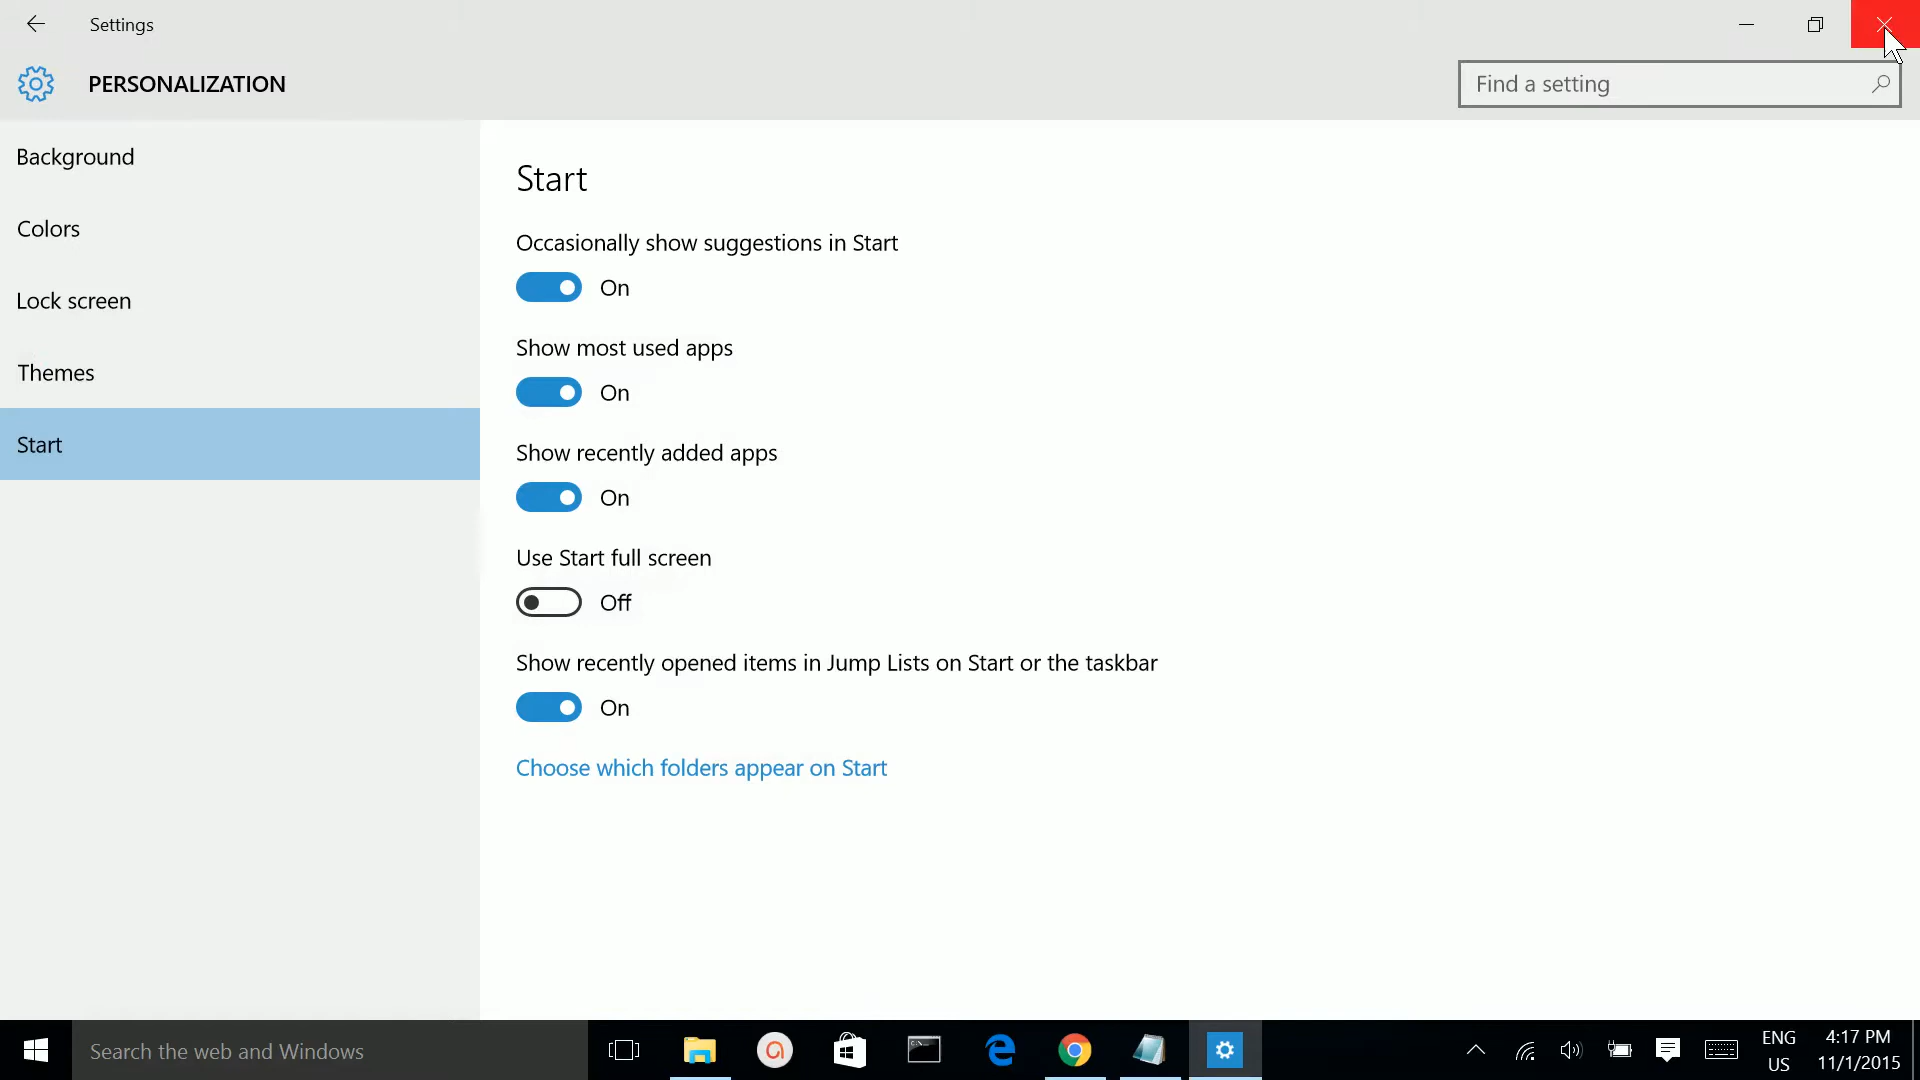 Settings
PERSONALIZATION
Find a setting
Background
Colors
Lock screen
Themes
Start
Start
Occasionally show suggestions in Start
On
Show most used apps
On
Show recently added apps
On
Use Start full screen
Off
Show recently opened items in Jump Lists on Start or the taskbar
On
Choose which folders appear on Start
Search the web and Windows
ENG
US
4:17 PM
11/1/2015